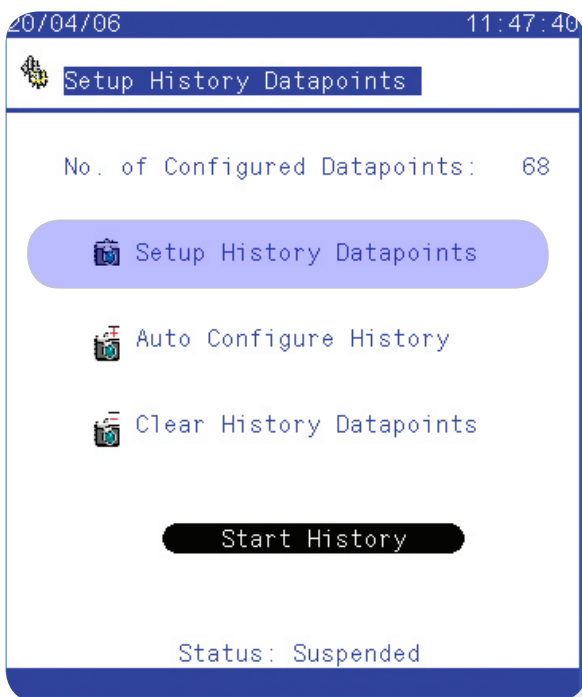 20/04/06 11:47:40
Setup History Datapoints
No. of Configured Datapoints: 68
Setup History Datapoints
Auto Configure History
Clear History Datapoints
Start History
Status: Suspended